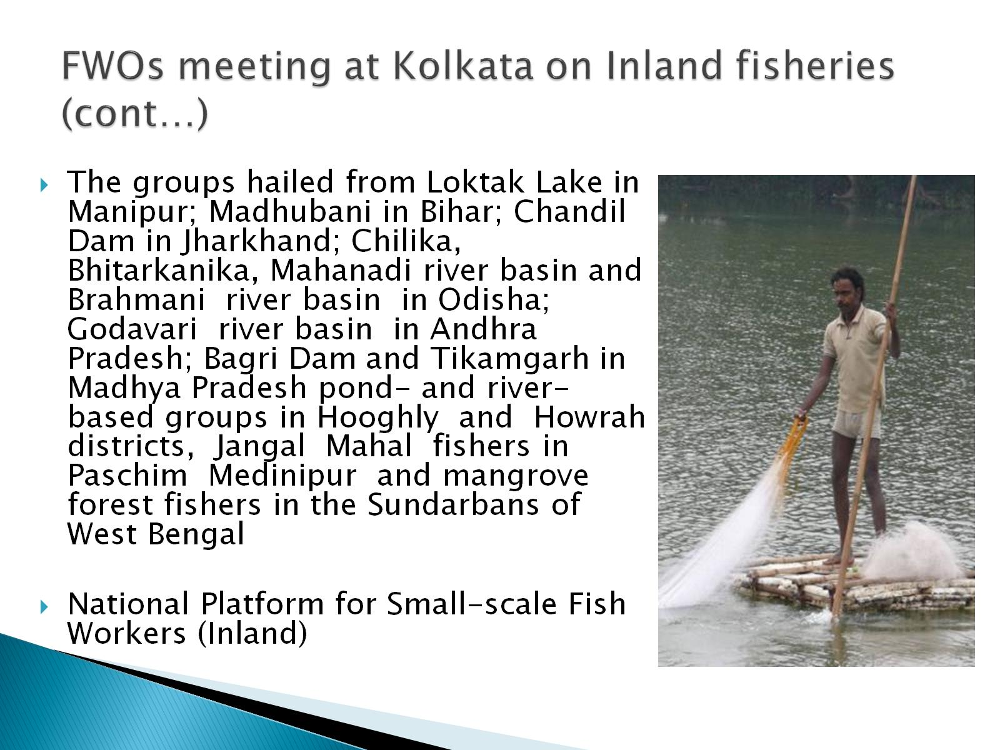 FWOs meeting at Kolkata on Inland fisheries
(cont...)
The groups hailed from Loktak Lake in
Manipur; Madhubani in Bihar; Chandil
Dam in Jharkhand; Chilika,
Bhitarkanika, Mahanadi river basin and
Brahmani river basin in Odisha;
Godavari river basin in Andhra
Pradesh; Bagri Dam and Tikamgarh in
Madhya Pradesh pond- and river-
based groups in Hooghly and Howrah
districts, Jangal Mahal fishers in
Paschim Medinipur and mangrove
forest fishers in the Sundarbans of
West Bengal
National Platform for Small-scale Fish
Workers (Inland)